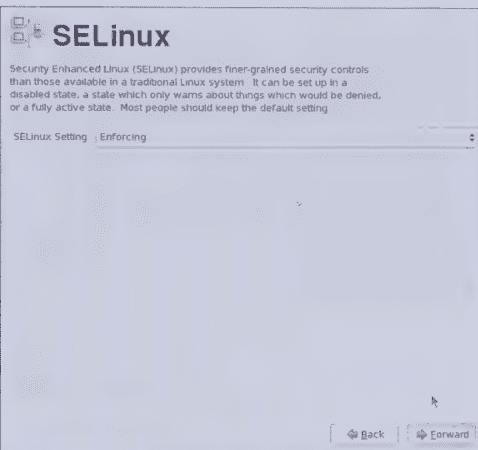 SELinux
Security Enhanced Linux (SELinux) provides finer-grained security controls
than those available in a traditional Linux system  It can be set up in a
disabled state, a state which only warns about things which would be denied,
or a fully active state.  Most people should keep the default setting
SELinux Setting  Enforcing
Back  Forward